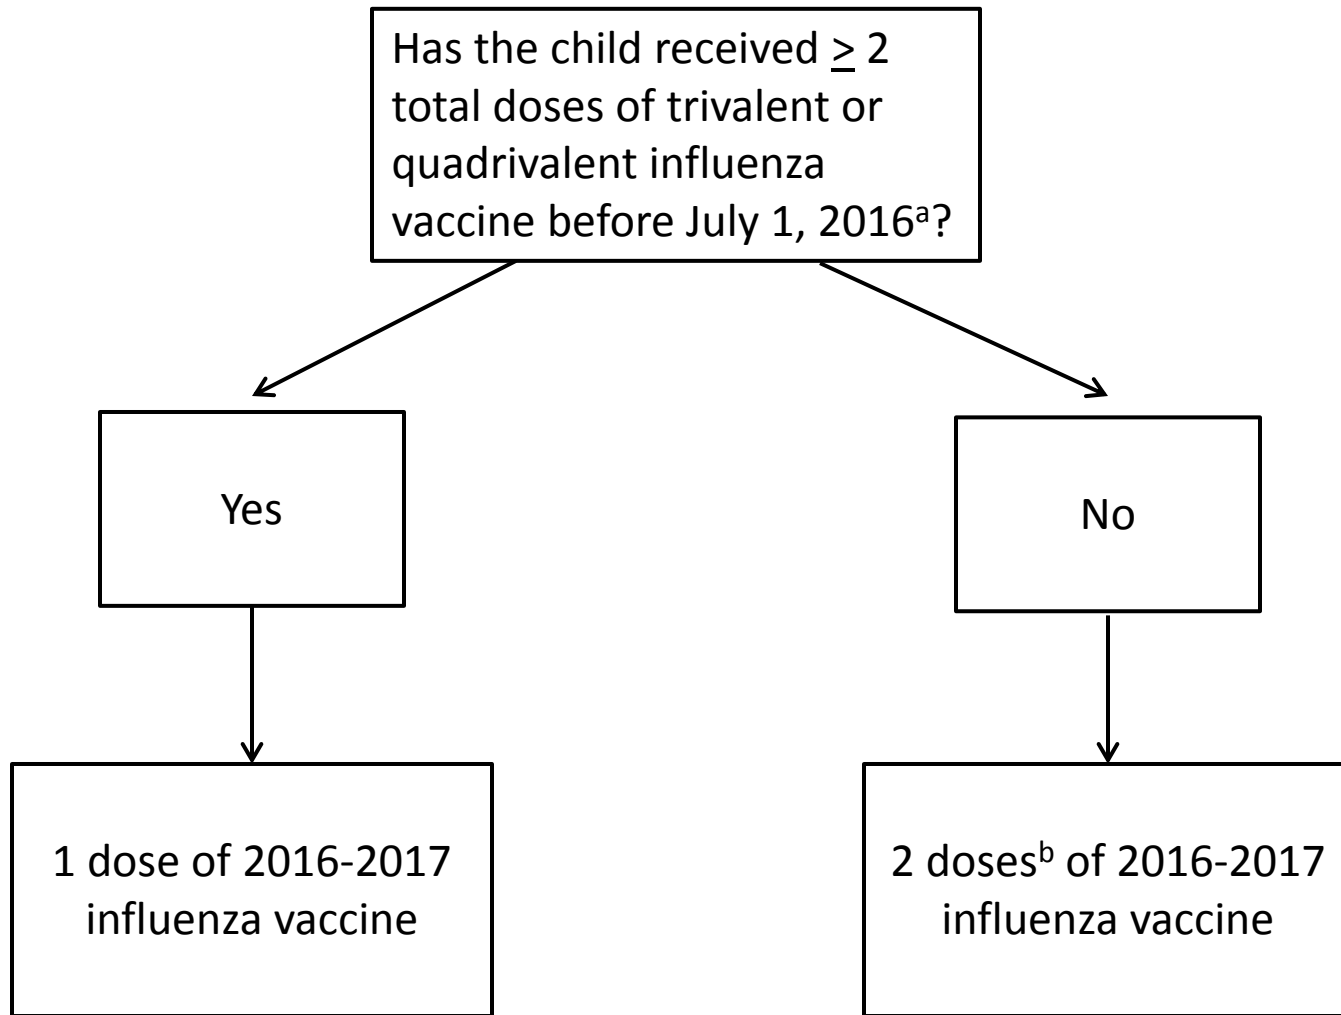 Has the child received ≥ 2
total doses of trivalent or
quadrivalent influenza
vaccine before July 1, 2016ᵃ?
Yes
No
1 dose of 2016-2017
influenza vaccine
2 dosesᵇ of 2016-2017
influenza vaccine